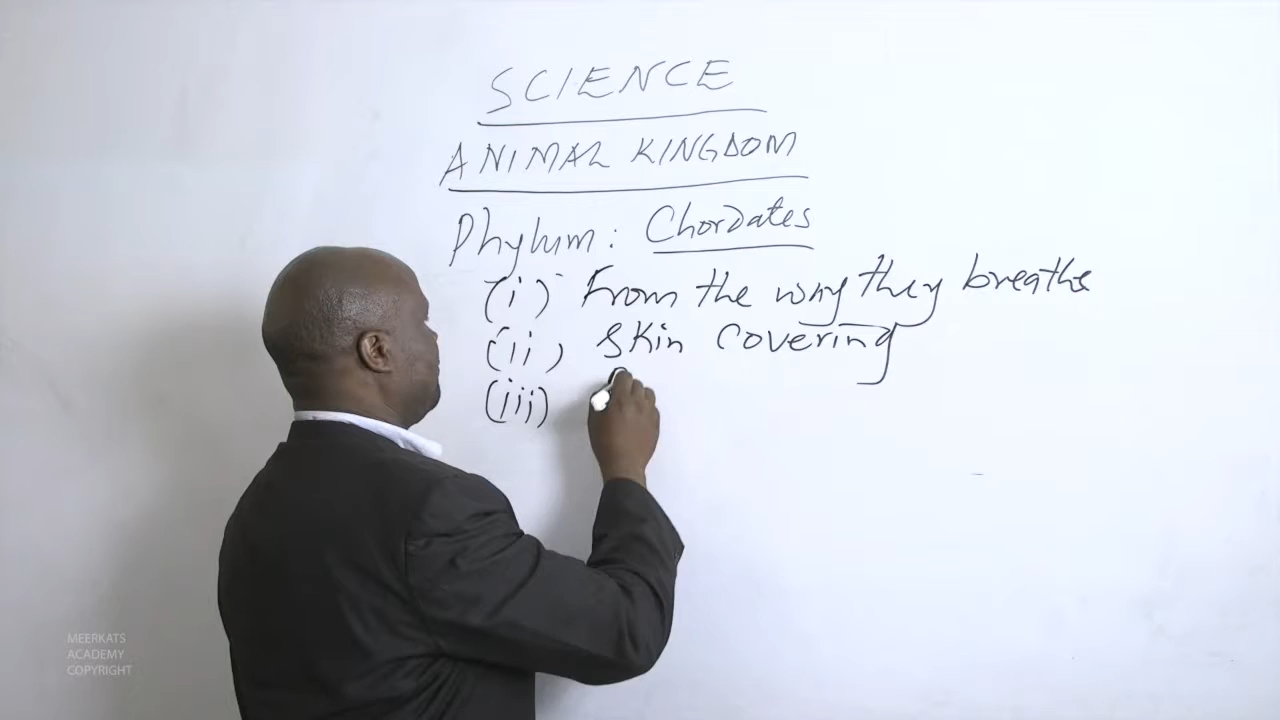 SCIENCE
ANIMAL KINGDOM
Phylum: Chordates
(i) From the way they breathe
(ii) Skin covering
(iii)
MEERKATS
ACADEMY
COPYRIGHT